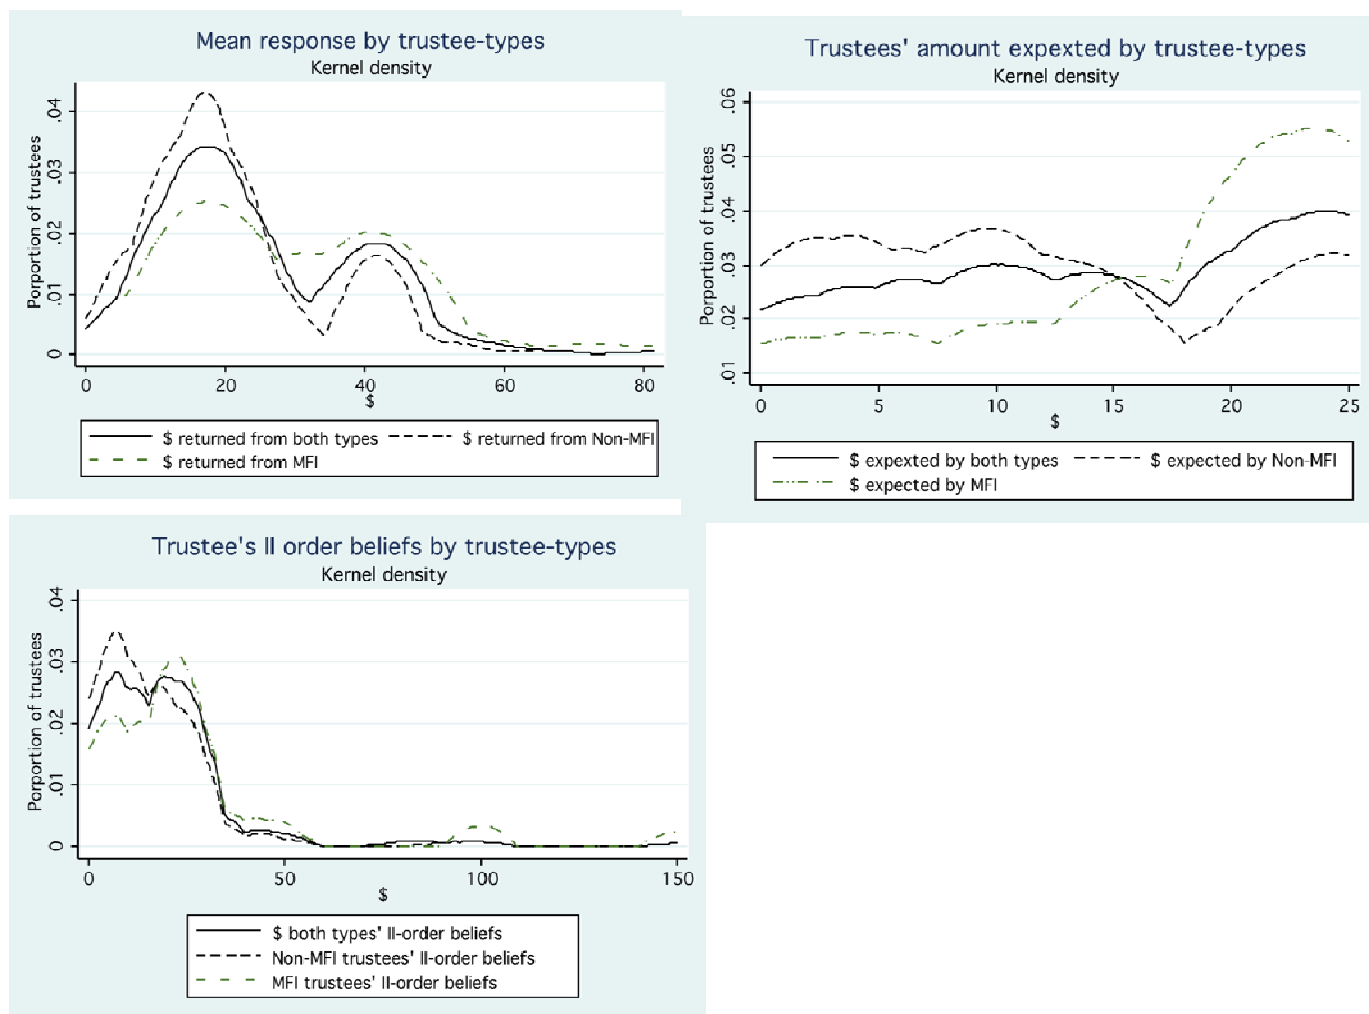 Mean response by trustee-types
Kernel density
Porportion of trustees
.04
.03
.02
.01
0
0 20 40 60 80
$
$ returned from both types $ returned from Non-MFI
$ returned from MFI
Trustees' amount expexted by trustee-types
Kernel density
Porportion of trustees
.06
.05
.04
.03
.02
.01
0 5 10 15 20 25
$
$ expexted by both types $ expected by Non-MFI
$ expected by MFI
Trustee's II order beliefs by trustee-types
Kernel density
Porportion of trustees
.04
.03
.02
.01
0
0 50 100 150
$
$ both types' II-order beliefs
Non-MFI trustees' II-order beliefs
MFI trustees' II-order beliefs